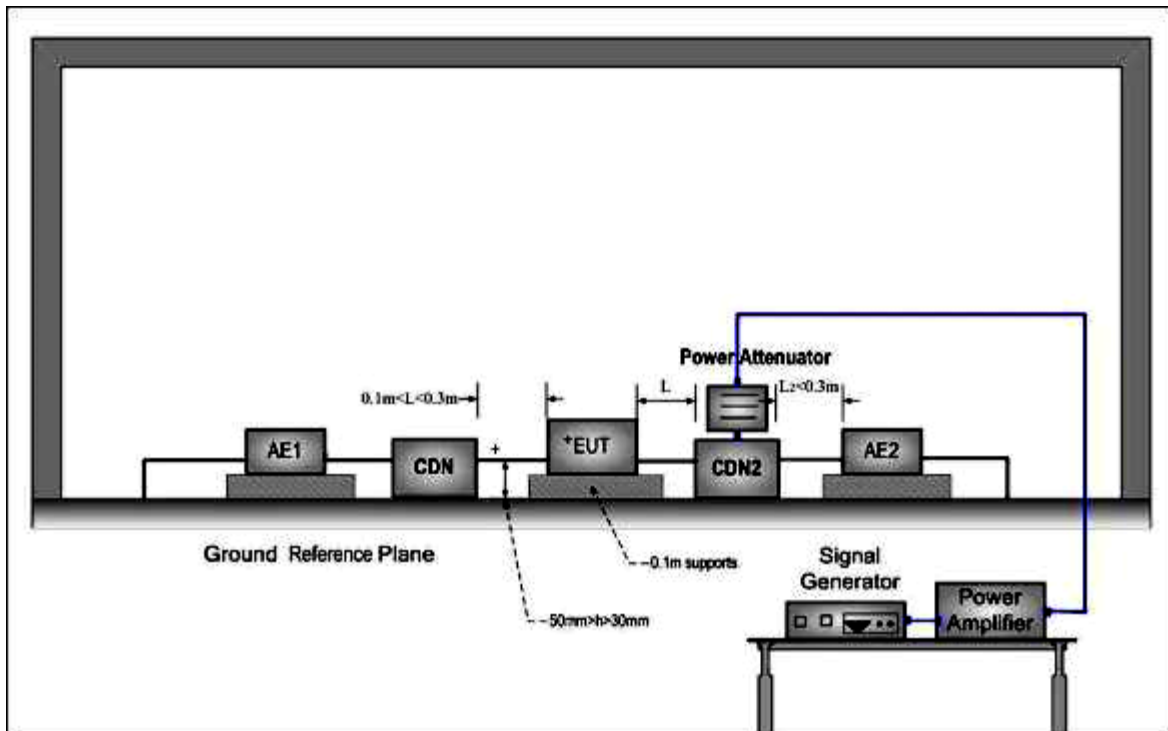 Power Attenuator
0.1m<L<0.3m
L
L2<0.3m
AE1
CDN
+
+EUT
CDN2
AE2
Ground Reference Plane
--0.1m supports
Signal
Generator
--50mm>h>30mm
Power
Amplifier